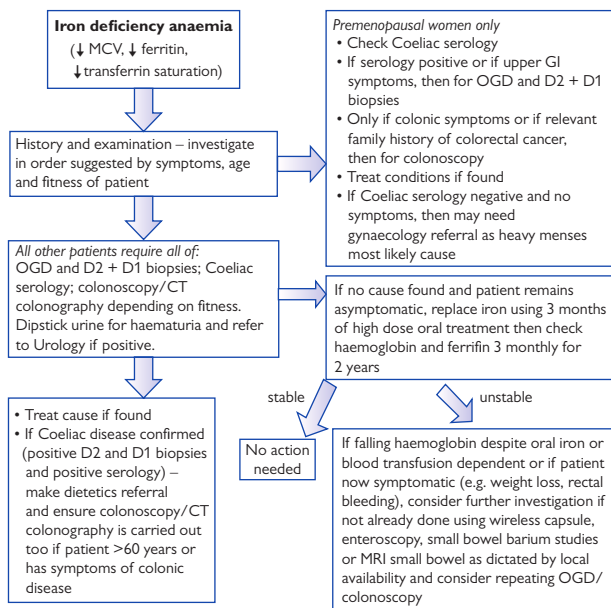 Iron deficiency anaemia
(↓ MCV, ↓ ferritin,
↓transferrin saturation)
Premenopausal women only
• Check Coeliac serology
• If serology positive or if upper GI
symptoms, then for OGD and D2 + D1
biopsies
• Only if colonic symptoms or if relevant
family history of colorectal cancer,
then for colonoscopy
• Treat conditions if found
• If Coeliac serology negative and no
symptoms, then may need
gynaecology referral as heavy menses
most likely cause
History and examination – investigate
in order suggested by symptoms, age
and fitness of patient
All other patients require all of:
OGD and D2 + D1 biopsies; Coeliac
serology; colonoscopy/CT
colonography depending on fitness.
Dipstick urine for haematuria and refer
to Urology if positive.
If no cause found and patient remains
asymptomatic, replace iron using 3 months
of high dose oral treatment then check
haemoglobin and ferrifin 3 monthly for
2 years
stable
unstable
No action
needed
• Treat cause if found
• If Coeliac disease confirmed
(positive D2 and D1 biopsies
and positive serology) –
make dietetics referral
and ensure colonoscopy/CT
colonography is carried out
too if patient >60 years or
has symptoms of colonic
disease
If falling haemoglobin despite oral iron or
blood transfusion dependent or if patient
now symptomatic (e.g. weight loss, rectal
bleeding), consider further investigation if
not already done using wireless capsule,
enteroscopy, small bowel barium studies
or MRI small bowel as dictated by local
availability and consider repeating OGD/
colonoscopy